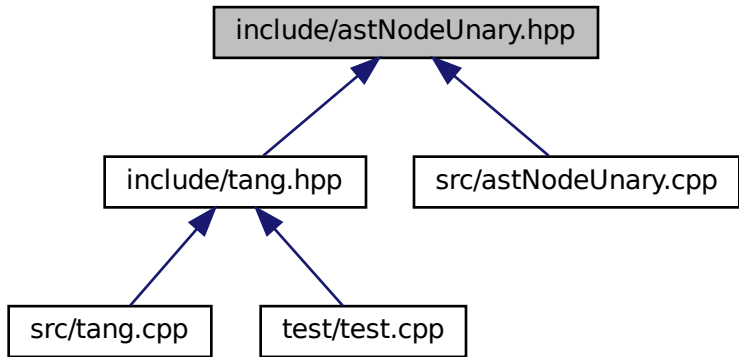 include/astNodeUnary.hpp
include/tang.hpp
src/astNodeUnary.cpp
src/tang.cpp
test/test.cpp